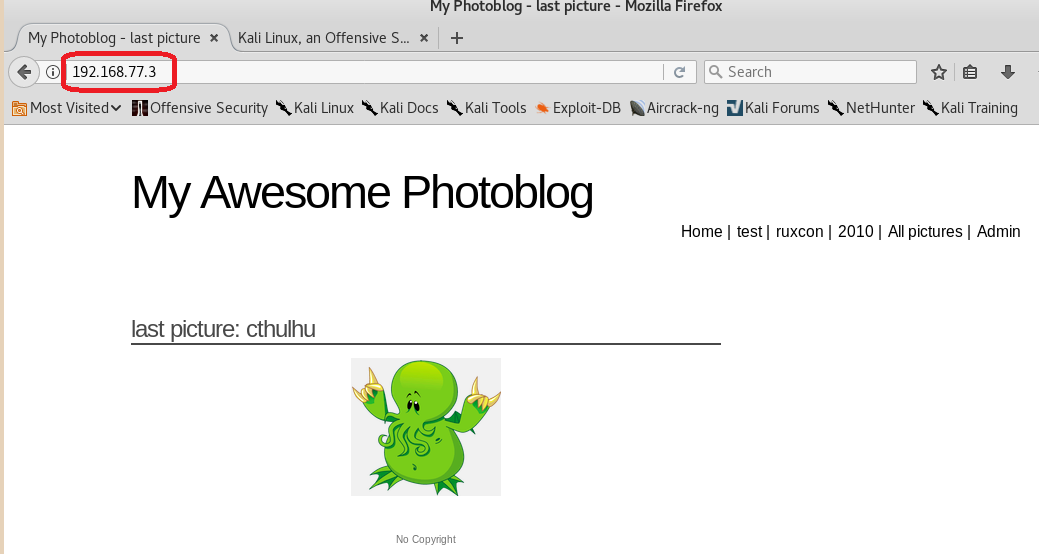 My Photoblog - last picture - Mozilla Firefox
My Photoblog - last picture × Kali Linux, an Offensive S... × +
192.168.77.3 Search
Most Visited Offensive Security Kali Linux Kali Docs Kali Tools Exploit-DB Aircrack-ng Kali Forums NetHunter Kali Training
My Awesome Photoblog
Home | test | ruxcon | 2010 | All pictures | Admin
last picture: cthulhu
No Copyright